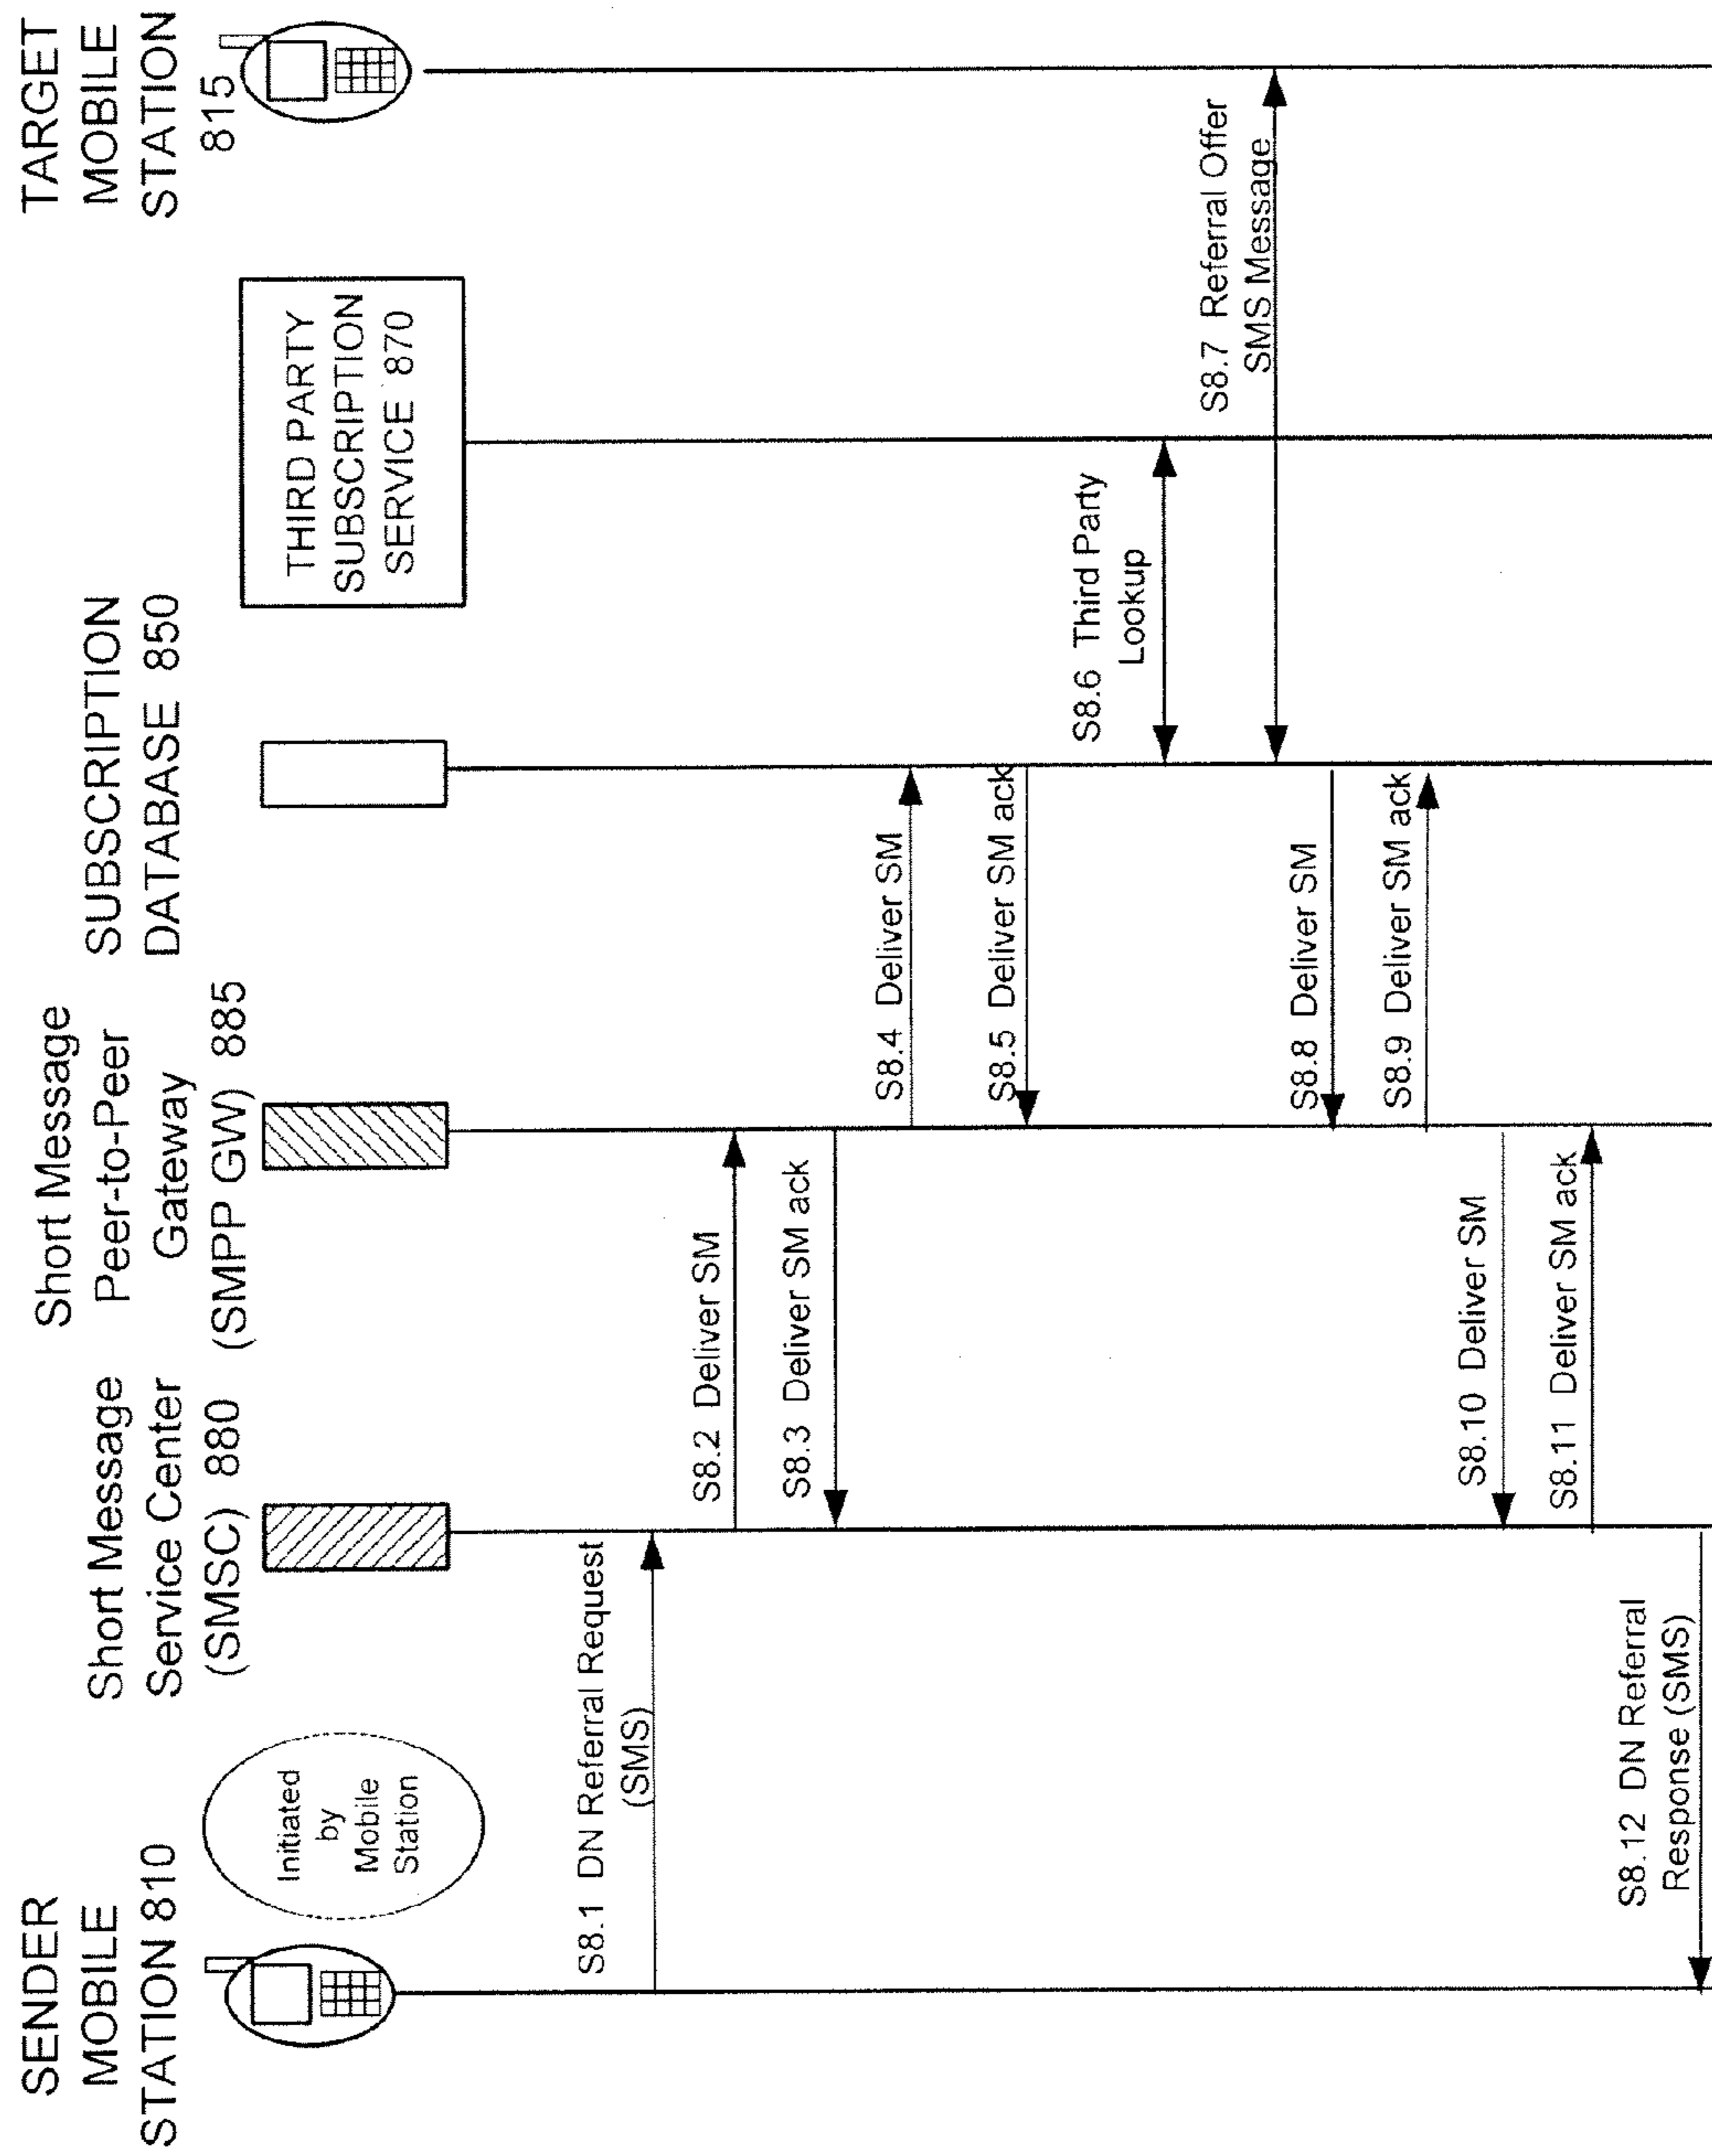 SENDER
MOBILE
STATION 810
Initiated
by
Mobile
Station
Short Message
Service Center
(SMSC) 880
Short Message
Peer-to-Peer
Gateway
(SMPP GW) 885
SUBSCRIPTION
DATABASE 850
THIRD PARTY
SUBSCRIPTION
SERVICE 870
TARGET
MOBILE
STATION
815
S8.1 DN Referral Request
(SMS)
S8.2 Deliver SM
S8.3 Deliver SM ack
S8.4 Deliver SM
S8.5 Deliver SM ack
S8.6 Third Party
Lookup
S8.7 Referral Offer
SMS Message
S8.8 Deliver SM
S8.9 Deliver SM ack
S8.10 Deliver SM
S8.11 Deliver SM ack
S8.12 DN Referral
Response (SMS)